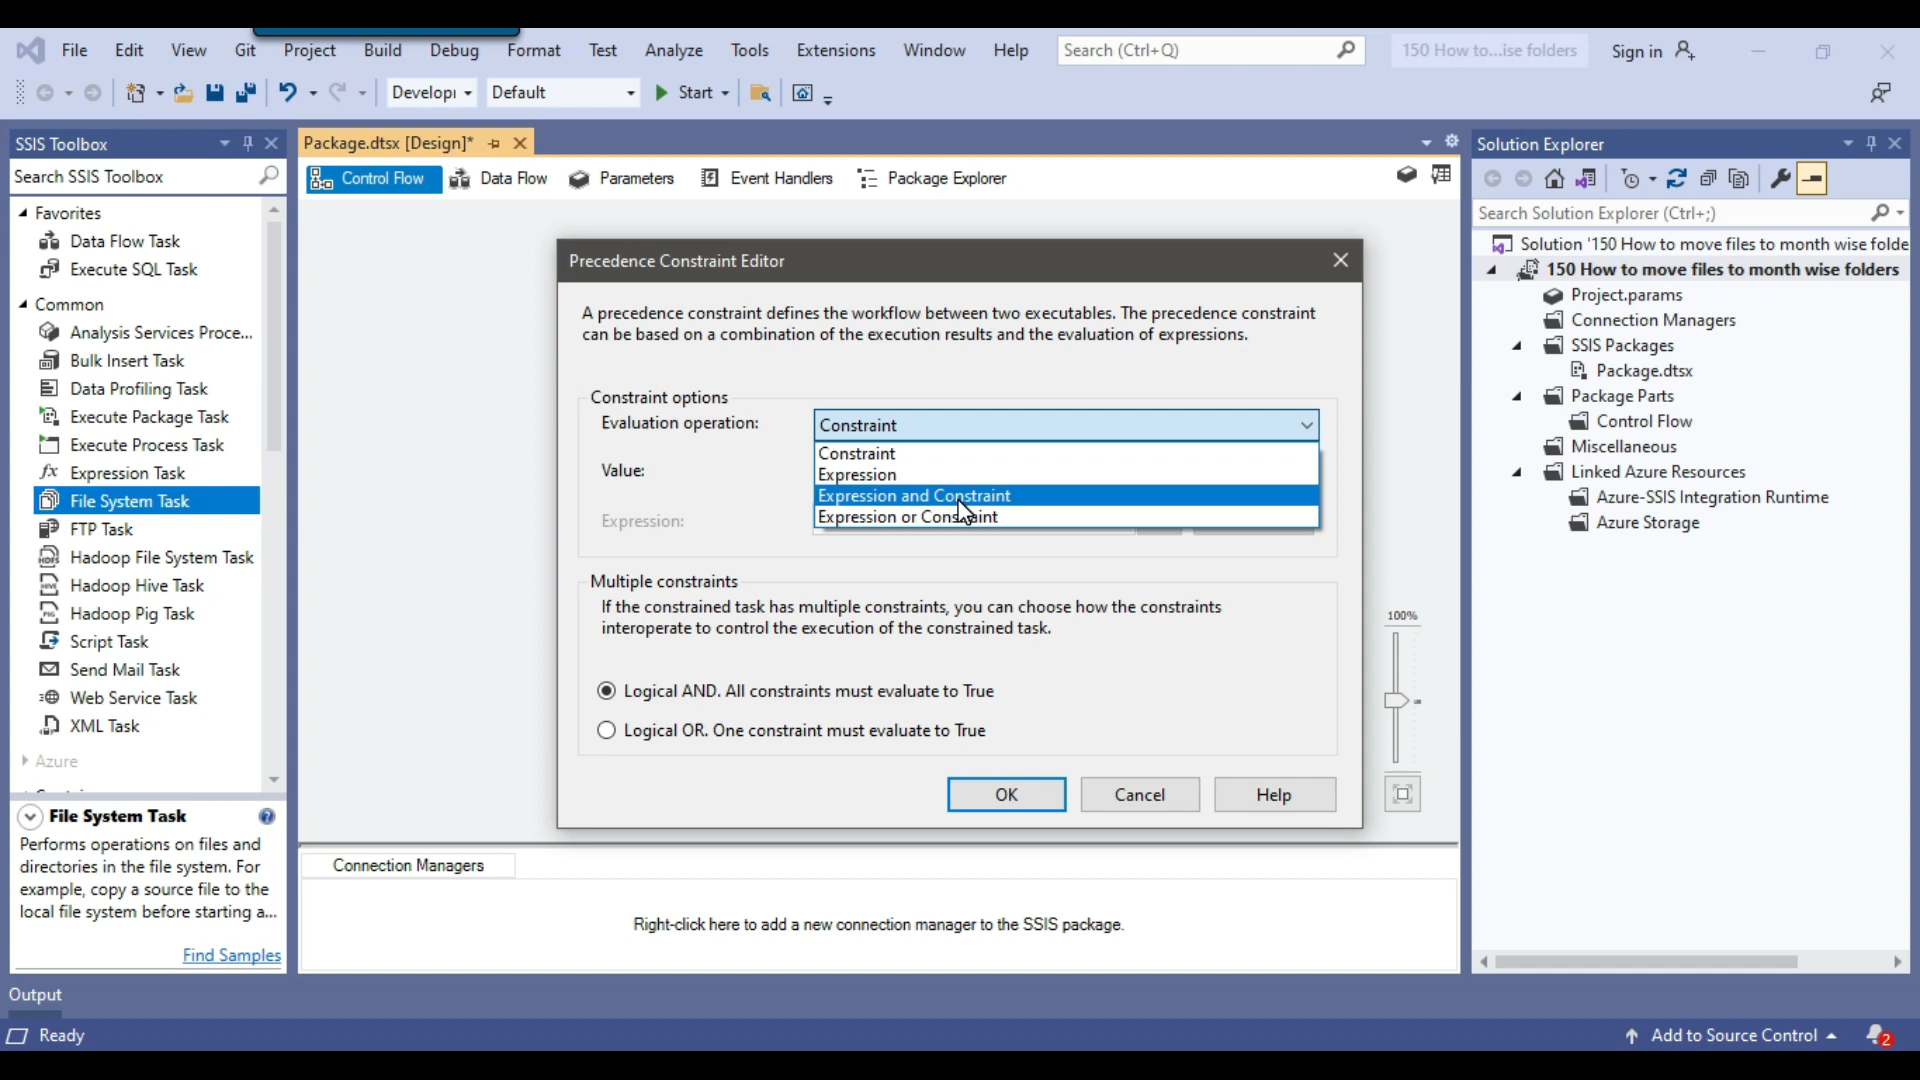 File Edit View Git Project Build Debug Format Test Analyze Tools Extensions Window Help Search (Ctrl+Q) 150 How to...ise folders Sign in
Default Start
SSIS Toolbox
Search SSIS Toolbox
Favorites
Data Flow Task
Execute SQL Task
Common
Analysis Services Proce...
Bulk Insert Task
Data Profiling Task
Execute Package Task
Execute Process Task
Expression Task
File System Task
FTP Task
Hadoop File System Task
Hadoop Hive Task
Hadoop Pig Task
Script Task
Send Mail Task
Web Service Task
XML Task
Azure
File System Task
Performs operations on files and
directories in the file system. For
example, copy a source file to the
local file system before starting a...
Find Samples
Package.dtsx [Design]*
Control Flow Data Flow Parameters Event Handlers Package Explorer
Precedence Constraint Editor
A precedence constraint defines the workflow between two executables. The precedence constraint
can be based on a combination of the execution results and the evaluation of expressions.
Constraint options
Evaluation operation: Constraint
Constraint
Value:
Expression
Expression and Constraint
Expression: Expression or Constraint
Multiple constraints
If the constrained task has multiple constraints, you can choose how the constraints
interoperate to control the execution of the constrained task.
Logical AND. All constraints must evaluate to True
Logical OR. One constraint must evaluate to True
OK Cancel Help
100%
Connection Managers
Right-click here to add a new connection manager to the SSIS package.
Solution Explorer
Search Solution Explorer (Ctrl+;)
Solution '150 How to move files to month wise folde
150 How to move files to month wise folders
Project.params
Connection Managers
SSIS Packages
Package.dtsx
Package Parts
Control Flow
Miscellaneous
Linked Azure Resources
Azure-SSIS Integration Runtime
Azure Storage
Output
Ready
Add to Source Control 2